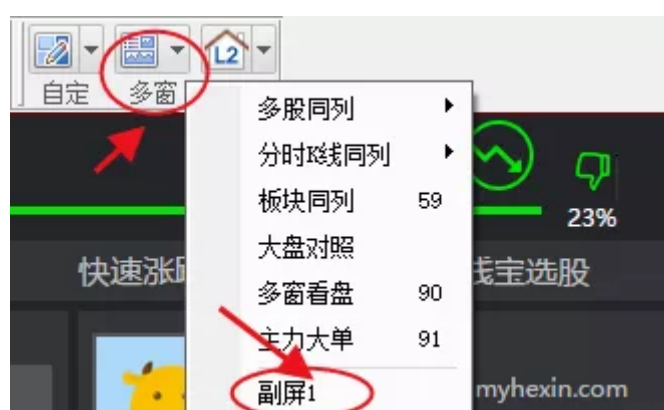 L2
自定 多窗
多股同列
分时K线同列
板块同列 59
23%
大盘对照
快速涨
线宝选股
多窗看盘 90
主力大单 91
副屏1
myhexin.com